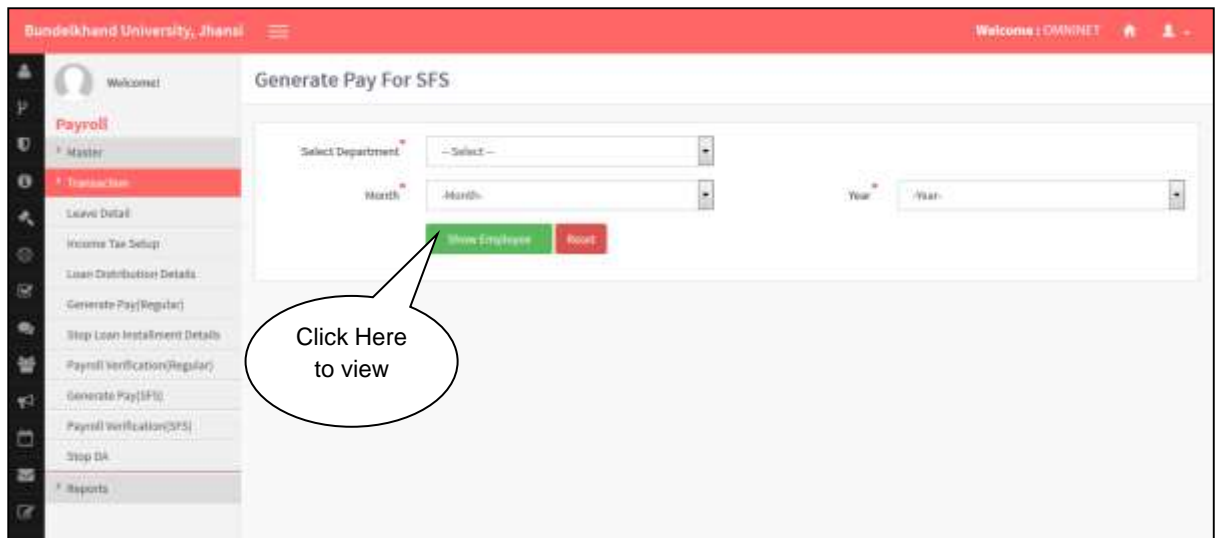 Bundelkhand University, Jhansi
Welcome : OMNINET
Welcome!
Generate Pay For SFS
Payroll
Master
Transaction
Leave Detail
Income Tax Setup
Loan Distribution Details
Generate Pay(Regular)
Stop Loan Installment Details
Payroll Verification(Regular)
Generate Pay(SFS)
Payroll Verification(SFS)
Stop DA
Reports
Select Department*
-- Select --
Month*
-Month-
Year*
-Year-
Show Employee
Reset
Click Here
to view